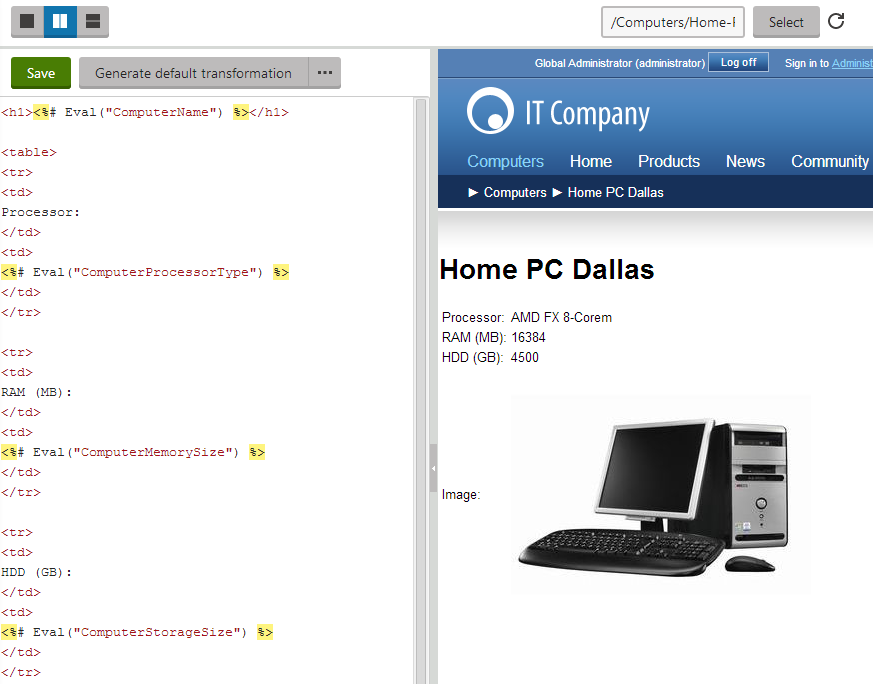 /Computers/Home-F
Select
Save
Generate default transformation
...
<h1><%# Eval("ComputerName") %></h1>
<table>
<tr>
<td>
Processor:
</td>
<td>
<%# Eval("ComputerProcessorType") %>
</td>
</tr>
<tr>
<td>
RAM (MB):
</td>
<td>
<%# Eval("ComputerMemorySize") %>
</td>
</tr>
<tr>
<td>
HDD (GB):
</td>
<td>
<%# Eval("ComputerStorageSize") %>
</td>
</tr>
Global Administrator (administrator) Log off Sign in to Administ
IT Company
Computers Home Products News Community
► Computers ► Home PC Dallas
Home PC Dallas
Processor: AMD FX 8-Corem
RAM (MB): 16384
HDD (GB): 4500
Image: